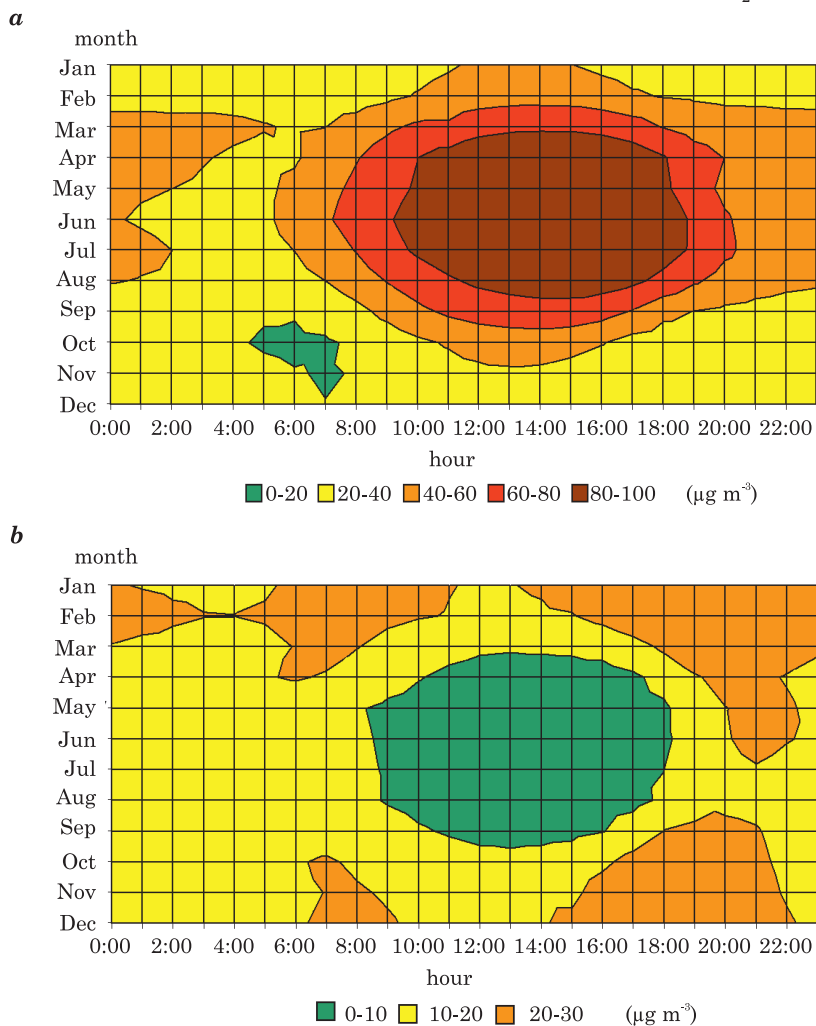 2
a
month
Jan
Feb
Mar
Apr
May
Jun
Jul
Aug
Sep
Oct
Nov
Dec
0:00 2:00 4:00 6:00 8:00 10:00 12:00 14:00 16:00 18:00 20:00 22:00
hour
0-20 20-40 40-60 60-80 80-100 (µg m⁻³)
b
month
Jan
Feb
Mar
Apr
May
Jun
Jul
Aug
Sep
Oct
Nov
Dec
0:00 2:00 4:00 6:00 8:00 10:00 12:00 14:00 16:00 18:00 20:00 22:00
hour
0-10 10-20 20-30 (µg m⁻³)